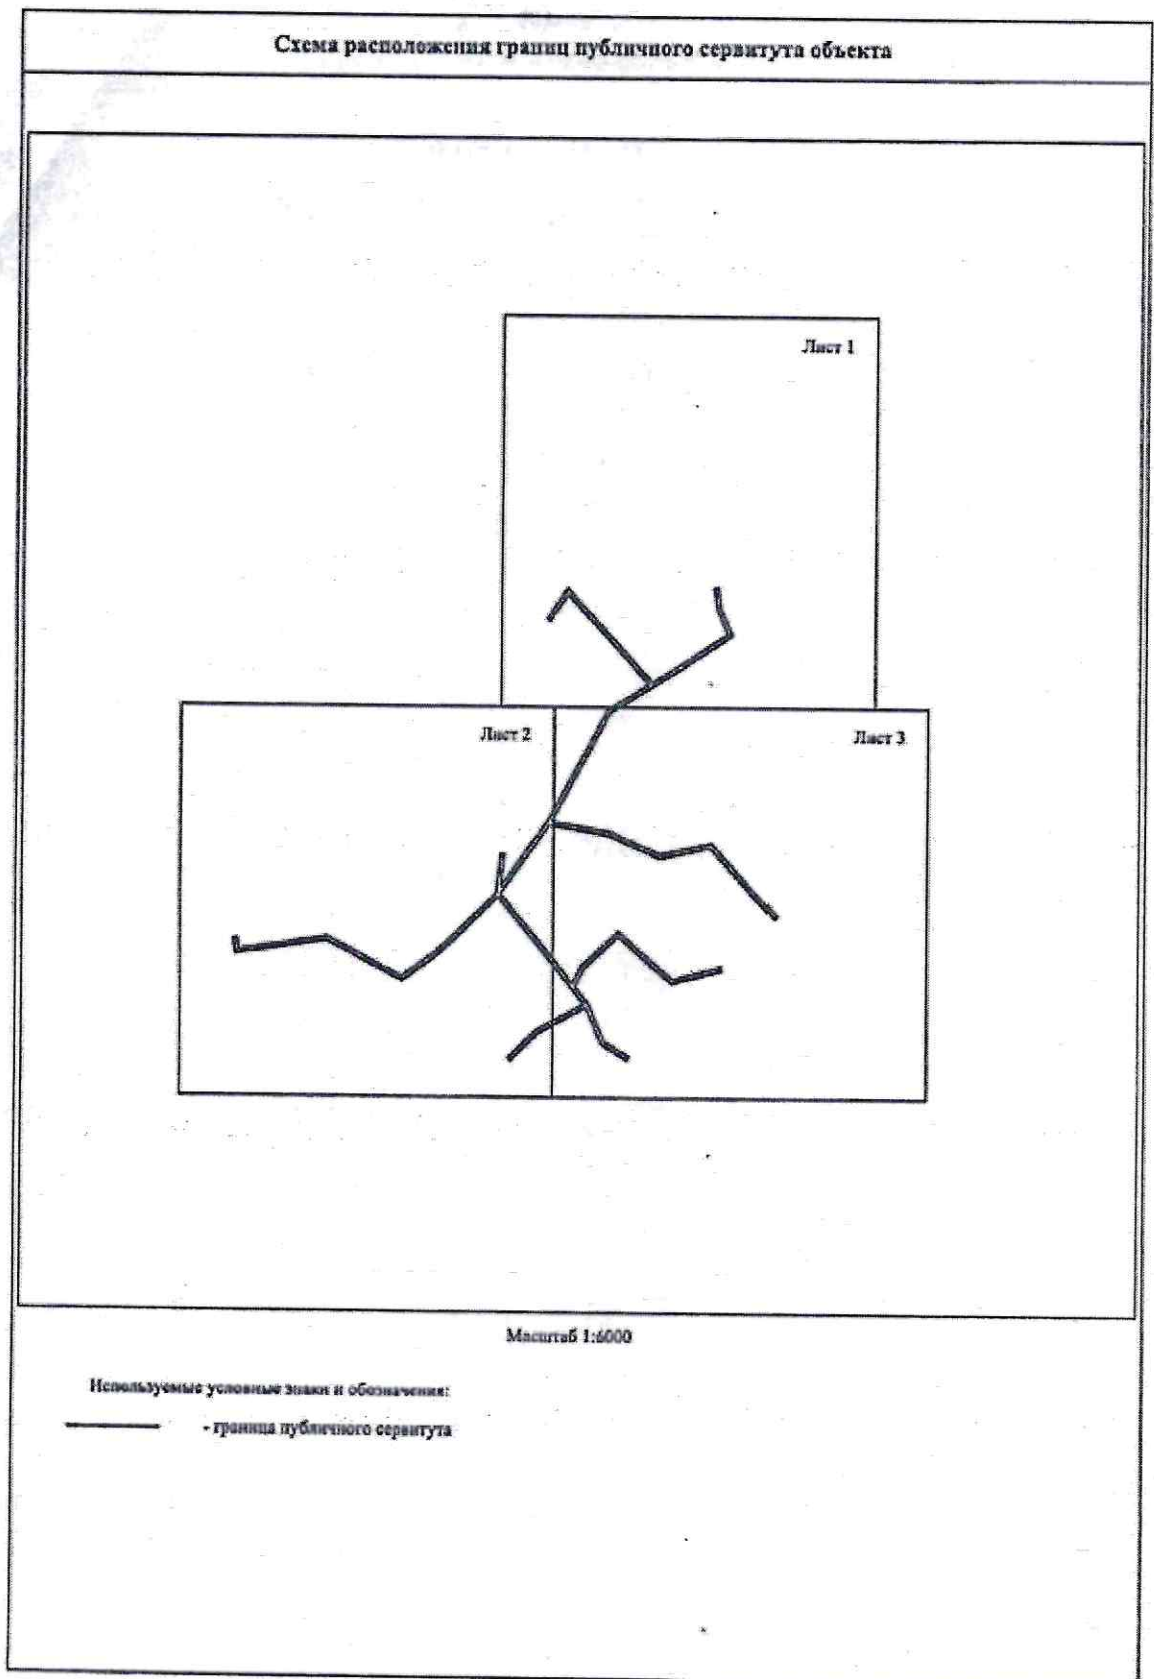 Схема расположения границ публичного сервитута объекта
Лист 1
Лист 2
Лист 3
Масштаб 1:6000
Используемые условные знаки и обозначения:
- граница публичного сервитута